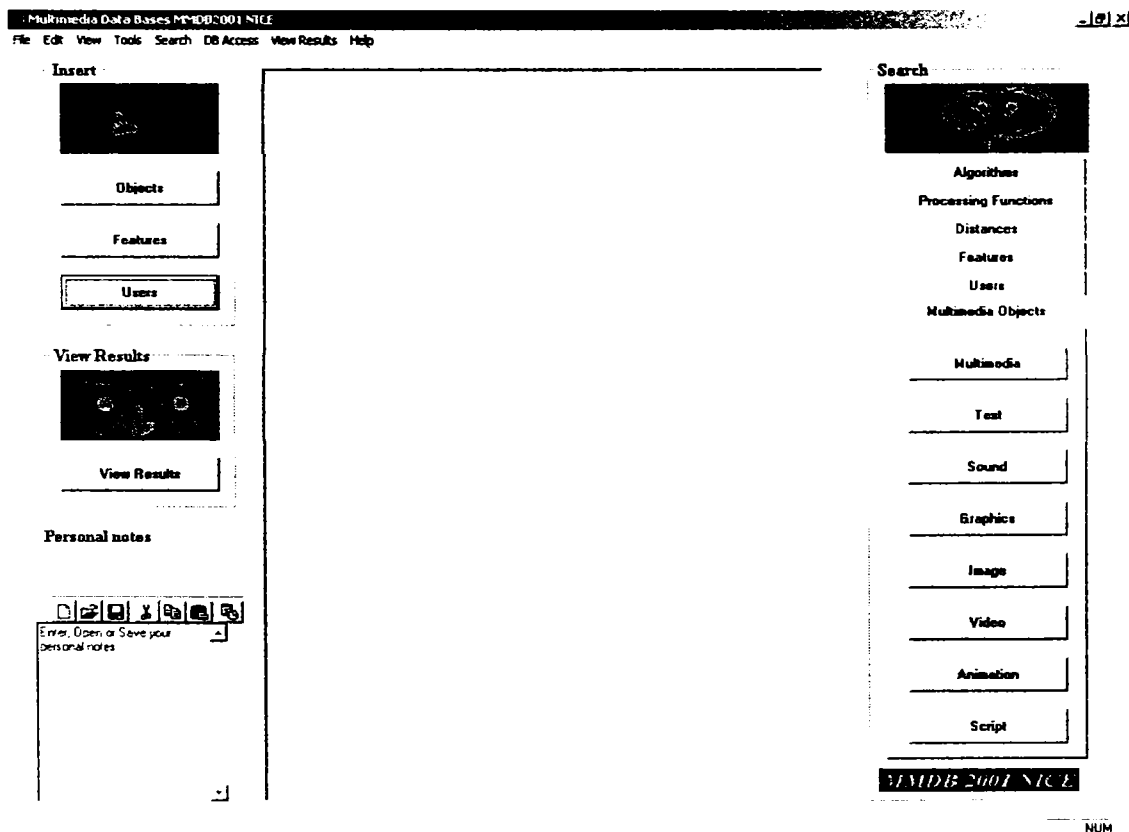 Multimedia Data Bases MMDB2001 NICE
File Edit View Tools Search DB Access View Results Help
Insert
Objects
Features
Users
View Results
View Results
Personal notes
Enter, Open or Save your
personal notes
Search
Algorithms
Processing Functions
Distances
Features
Users
Multimedia Objects
Multimedia
Text
Sound
Graphics
Image
Video
Animation
Script
MMDB 2001 NICE
NUM